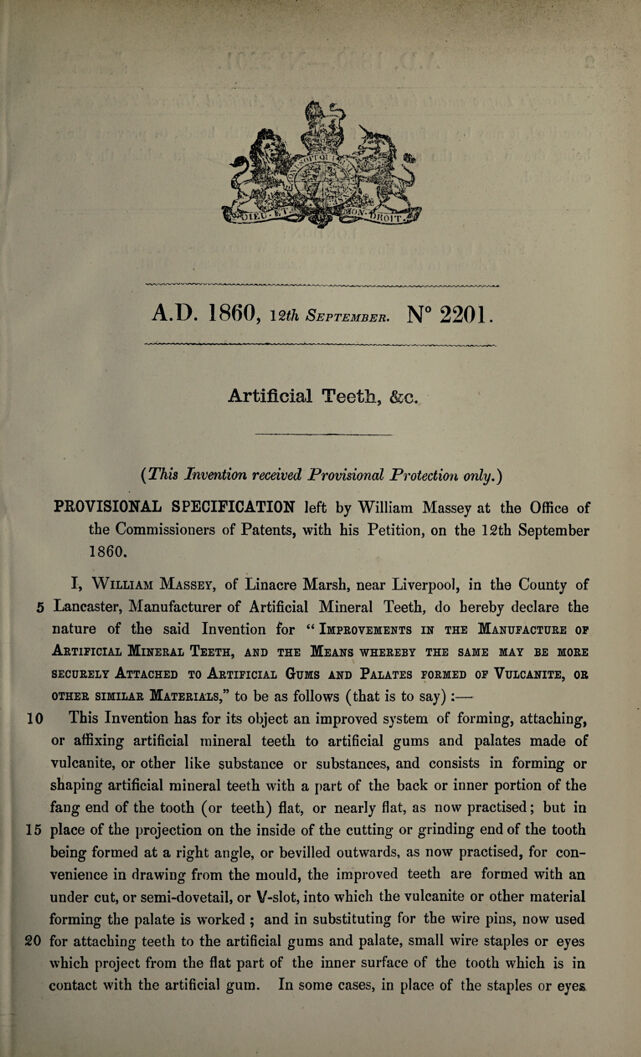 DIEU·ET
MON·DROIT.
A.D. 1860, 12th SEPTEMBER. N° 2201.
Artificial Teeth, &c.
(This Invention received Provisional Protection only.)
PROVISIONAL SPECIFICATION left by William Massey at the Office of
the Commissioners of Patents, with his Petition, on the 12th September
1860.
I, WILLIAM MASSEY, of Linacre Marsh, near Liverpool, in the County of
5 Lancaster, Manufacturer of Artificial Mineral Teeth, do hereby declare the
nature of the said Invention for “ IMPROVEMENTS IN THE MANUFACTURE OF
ARTIFICIAL MINERAL TEETH, AND THE MEANS WHEREBY THE SAME MAY BE MORE
SECURELY ATTACHED TO ARTIFICIAL GUMS AND PALATES FORMED OF VULCANITE, OR
OTHER SIMILAR MATERIALS,” to be as follows (that is to say) :—
10 This Invention has for its object an improved system of forming, attaching,
or affixing artificial mineral teeth to artificial gums and palates made of
vulcanite, or other like substance or substances, and consists in forming or
shaping artificial mineral teeth with a part of the back or inner portion of the
fang end of the tooth (or teeth) flat, or nearly flat, as now practised; but in
15 place of the projection on the inside of the cutting or grinding end of the tooth
being formed at a right angle, or bevilled outwards, as now practised, for con-
venience in drawing from the mould, the improved teeth are formed with an
under cut, or semi-dovetail, or V-slot, into which the vulcanite or other material
forming the palate is worked ; and in substituting for the wire pins, now used
20 for attaching teeth to the artificial gums and palate, small wire staples or eyes
which project from the flat part of the inner surface of the tooth which is in
contact with the artificial gum. In some cases, in place of the staples or eyes